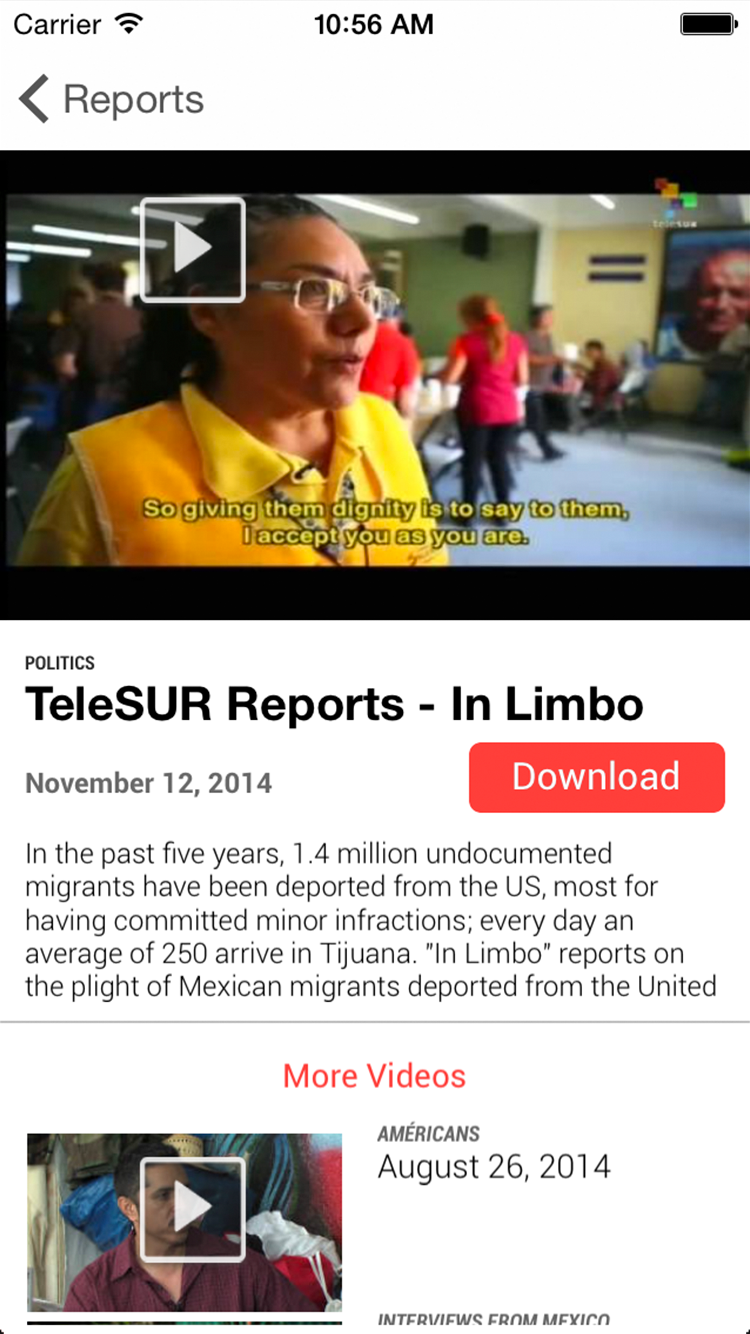 Carrier 10:56 AM
Reports
telesur
So giving them dignity is to say to them,
I accept you as you are.
POLITICS
TeleSUR Reports - In Limbo
November 12, 2014
Download
In the past five years, 1.4 million undocumented
migrants have been deported from the US, most for
having committed minor infractions; every day an
average of 250 arrive in Tijuana. "In Limbo" reports on
the plight of Mexican migrants deported from the United
More Videos
AMÉRICANS
August 26, 2014
INTERVIEWS FROM MEXICO